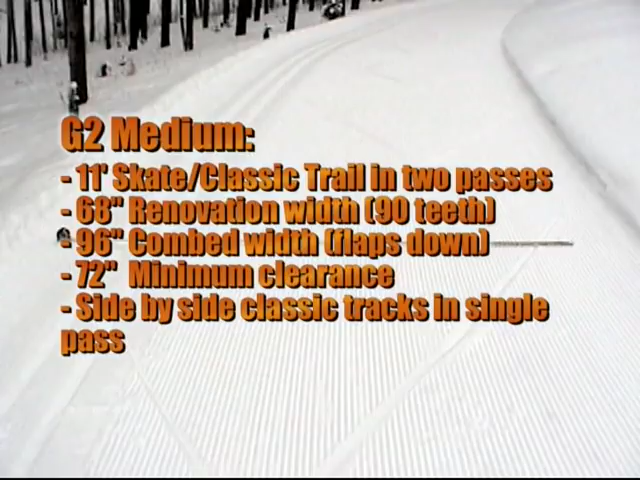 G2 Medium:
- 11' Skate/Classic Trail in two passes
- 68" Renovation width (90 teeth)
- 96" Combed width (flaps down)
- 72" Minimum clearance
- Side by side classic tracks in single
pass